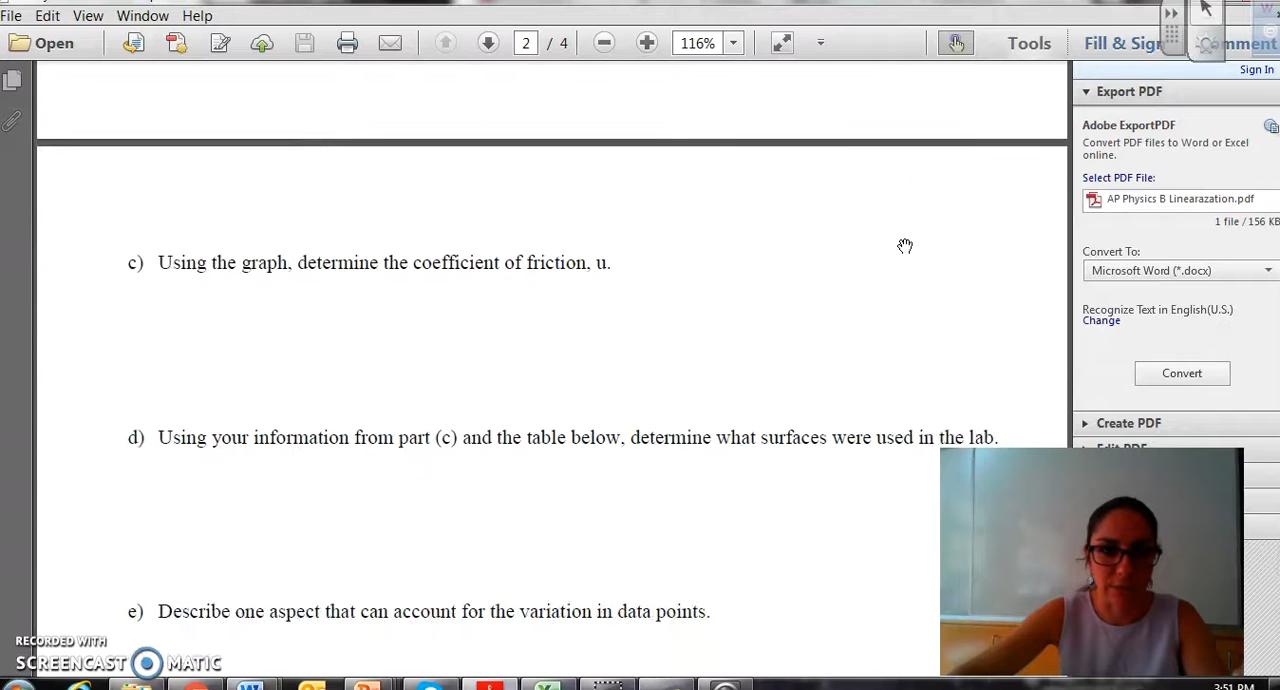 File Edit View Window Help
Open 2 / 4 116% Tools Fill & Sign Comment
Sign In
Export PDF
Adobe ExportPDF
Convert PDF files to Word or Excel
online.
Select PDF File:
AP Physics B Linearazation.pdf
1 file / 156 KB
c) Using the graph, determine the coefficient of friction, u.
Convert To:
Microsoft Word (*.docx)
Recognize Text in English(U.S.)
Change
Convert
Create PDF
d) Using your information from part (c) and the table below, determine what surfaces were used in the lab.
e) Describe one aspect that can account for the variation in data points.
RECORDED WITH
SCREENCAST MATIC
3:51 PM